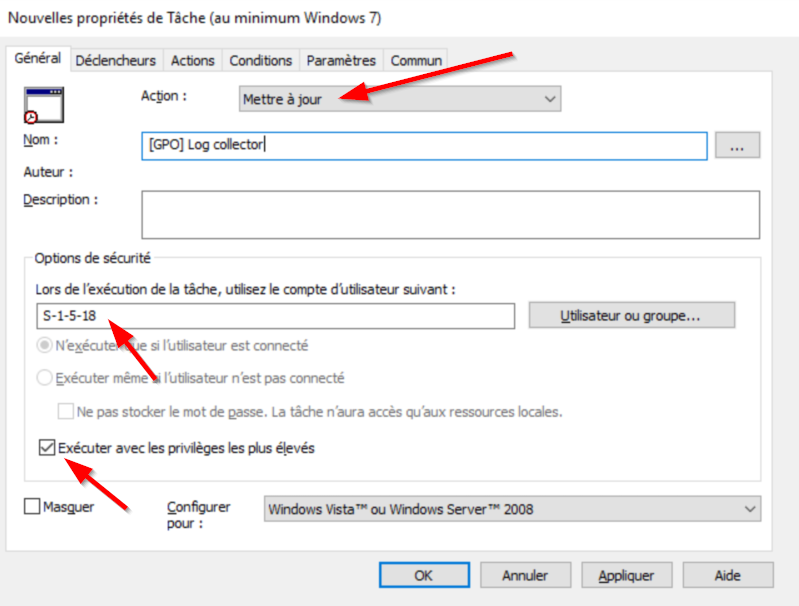 Nouvelles propriétés de Tâche (au minimum Windows 7)
Général Déclencheurs Actions Conditions Paramètres Commun
Action : Mettre à jour
Nom : [GPO] Log collector ...
Auteur :
Description :
Options de sécurité
Lors de l'exécution de la tâche, utilisez le compte d'utilisateur suivant :
S-1-5-18 Utilisateur ou groupe...
N'exécuter que si l'utilisateur est connecté
Exécuter même si l'utilisateur n'est pas connecté
Ne pas stocker le mot de passe. La tâche n'aura accès qu'aux ressources locales.
Exécuter avec les privilèges les plus élevés
Masquer Configurer pour : Windows Vista™ ou Windows Server™ 2008
OK Annuler Appliquer Aide